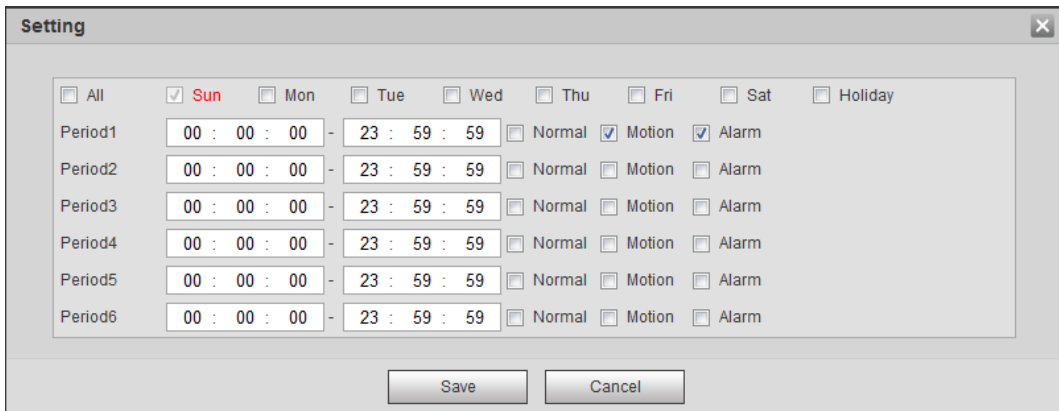 Setting
All Sun Mon Tue Wed Thu Fri Sat Holiday
Period1 00 : 00 : 00 - 23 : 59 : 59 Normal Motion Alarm
Period2 00 : 00 : 00 - 23 : 59 : 59 Normal Motion Alarm
Period3 00 : 00 : 00 - 23 : 59 : 59 Normal Motion Alarm
Period4 00 : 00 : 00 - 23 : 59 : 59 Normal Motion Alarm
Period5 00 : 00 : 00 - 23 : 59 : 59 Normal Motion Alarm
Period6 00 : 00 : 00 - 23 : 59 : 59 Normal Motion Alarm
Save Cancel